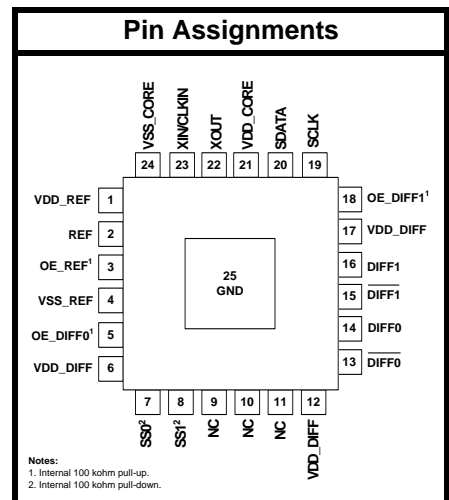 Pin Assignments
VSS_CORE
XIN/CLKIN
XOUT
VDD_CORE
SDATA
SCLK
24 23 22 21 20 19
VDD_REF 1
REF 2
OE_REF¹ 3
VSS_REF 4
OE_DIFF0¹ 5
VDD_DIFF 6
25
GND
18 OE_DIFF1¹
17 VDD_DIFF
16 DIFF1
15 D̅I̅F̅F̅1̅
14 DIFF0
13 D̅I̅F̅F̅0̅
7 8 9 10 11 12
SS0²
SS1²
NC
NC
NC
VDD_DIFF
Notes:
1. Internal 100 kohm pull-up.
2. Internal 100 kohm pull-down.